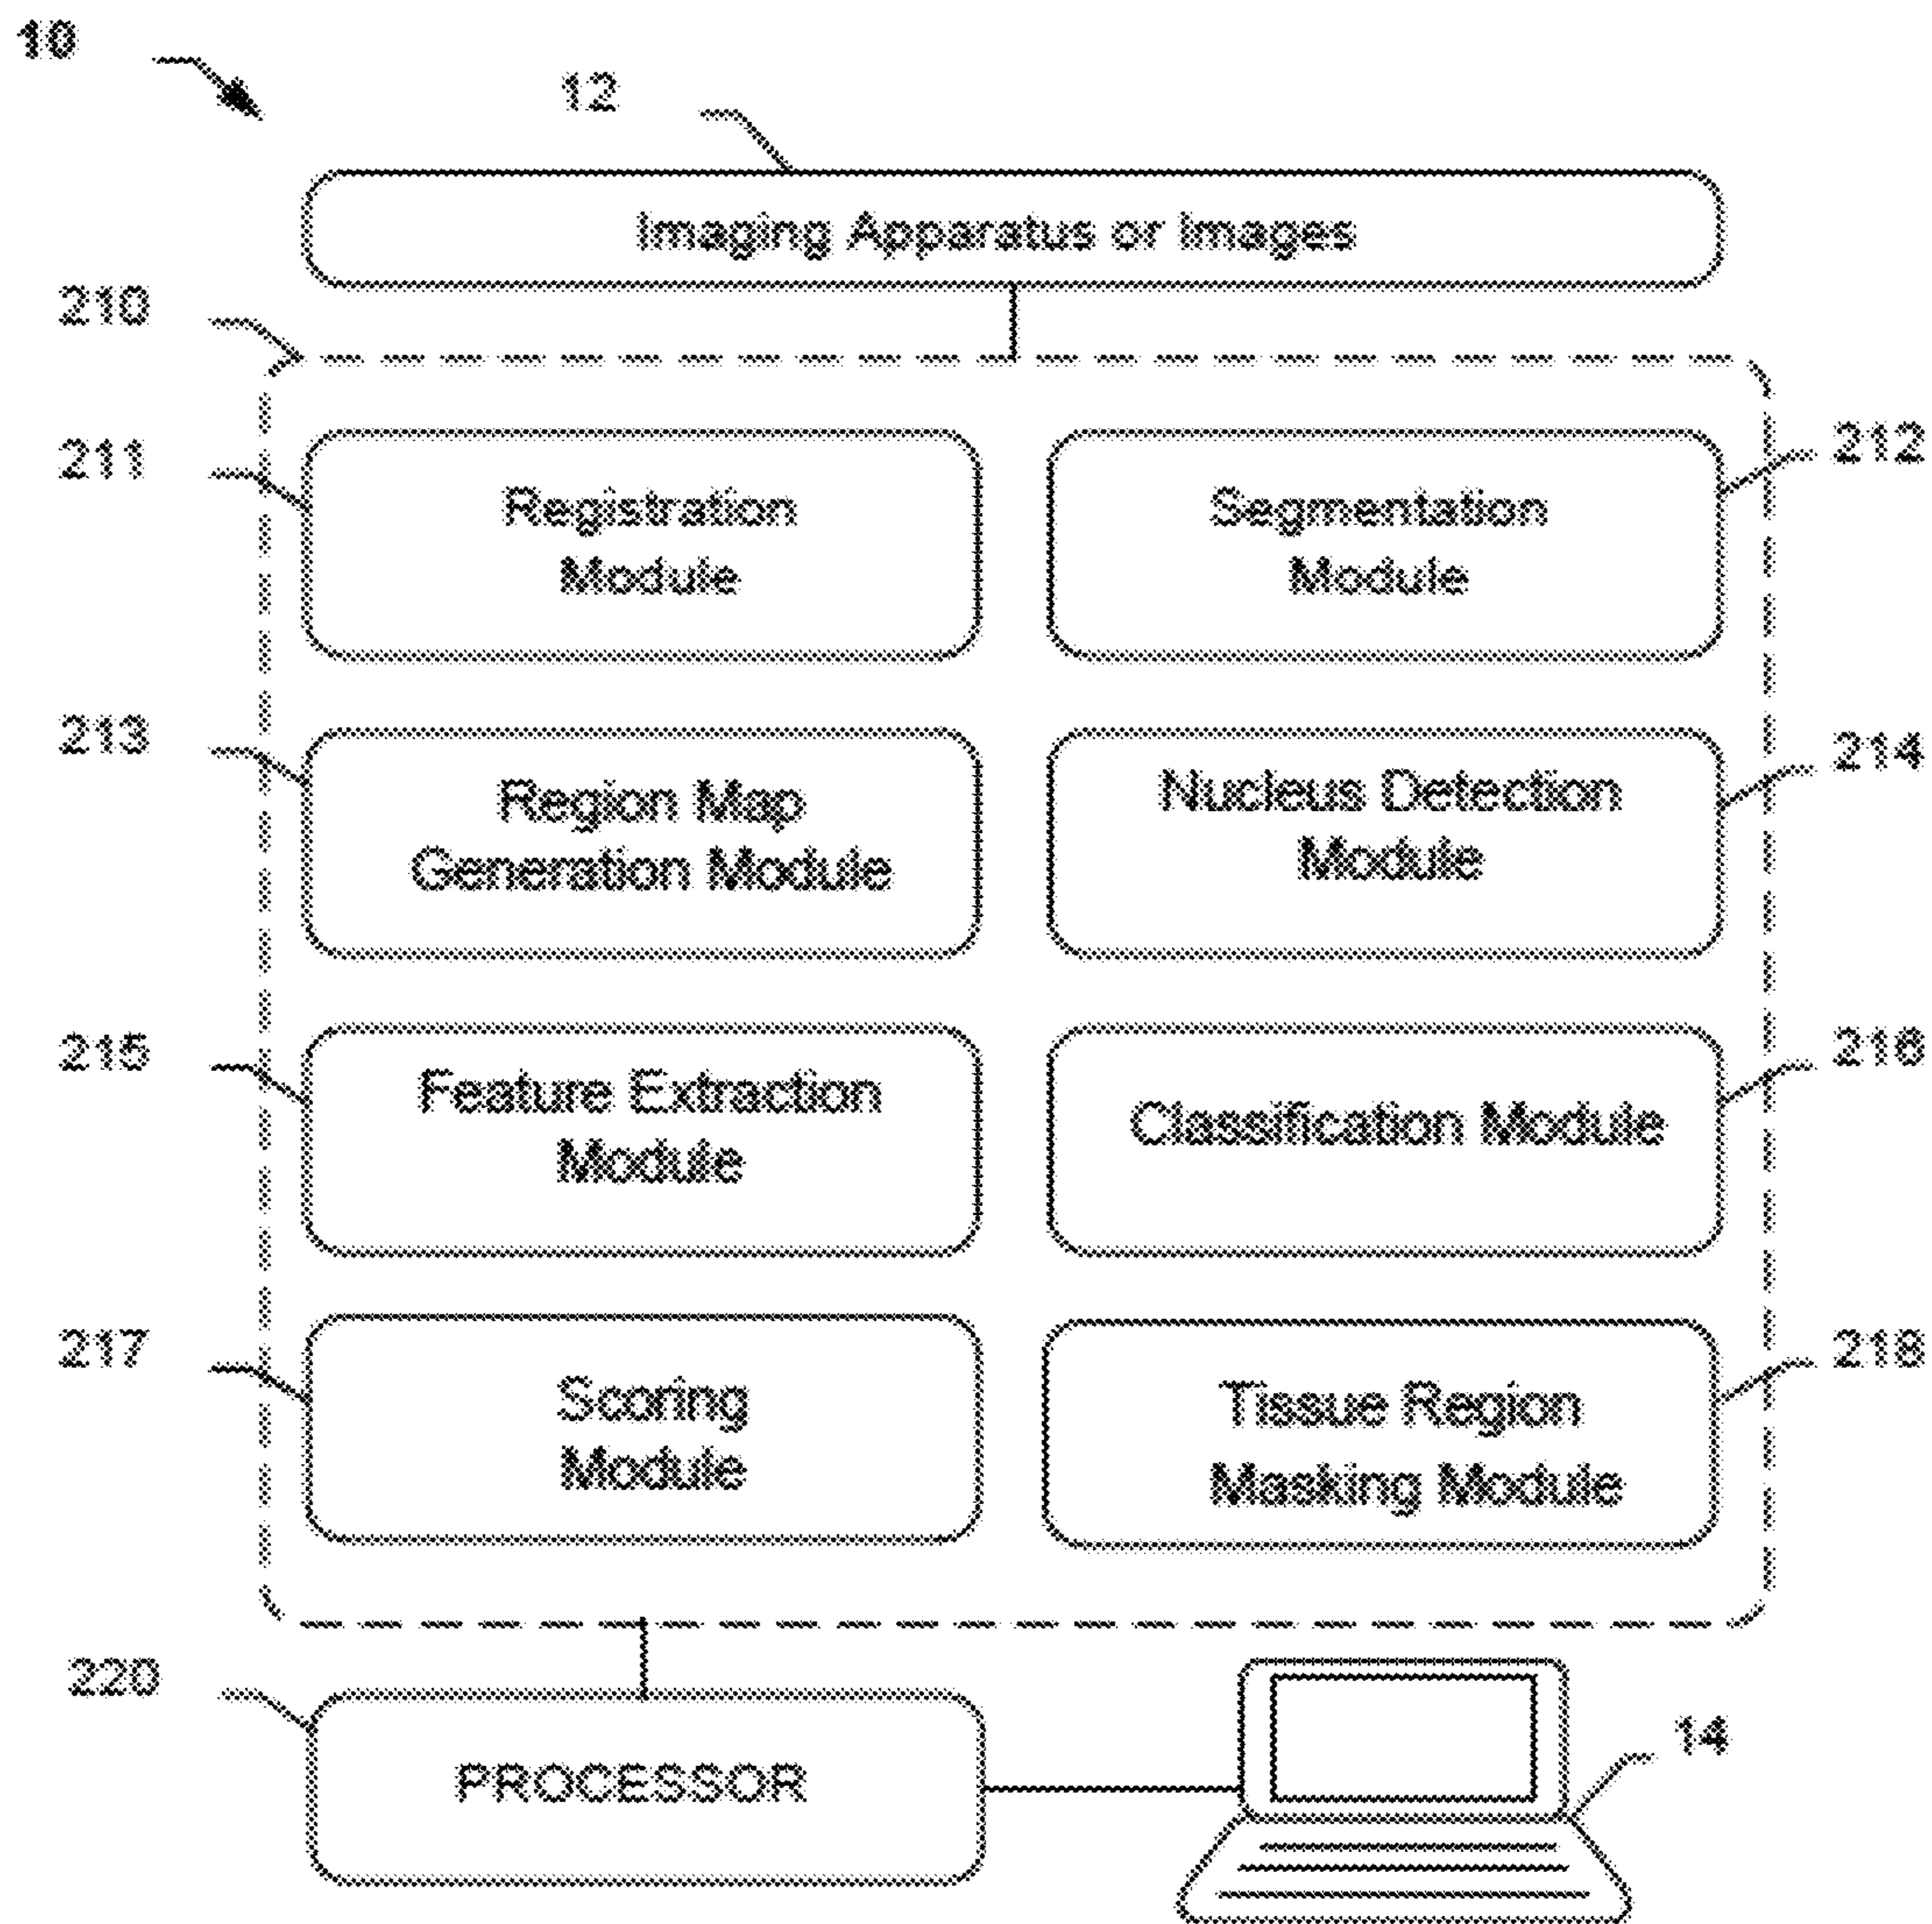 10
12
Imaging Apparatus or Images
210
211
Registration
Module
212
Segmentation
Module
213
Region Map
Generation Module
214
Nucleus Detection
Module
215
Feature Extraction
Module
216
Classification Module
217
Scoring
Module
218
Tissue Region
Masking Module
220
PROCESSOR
14